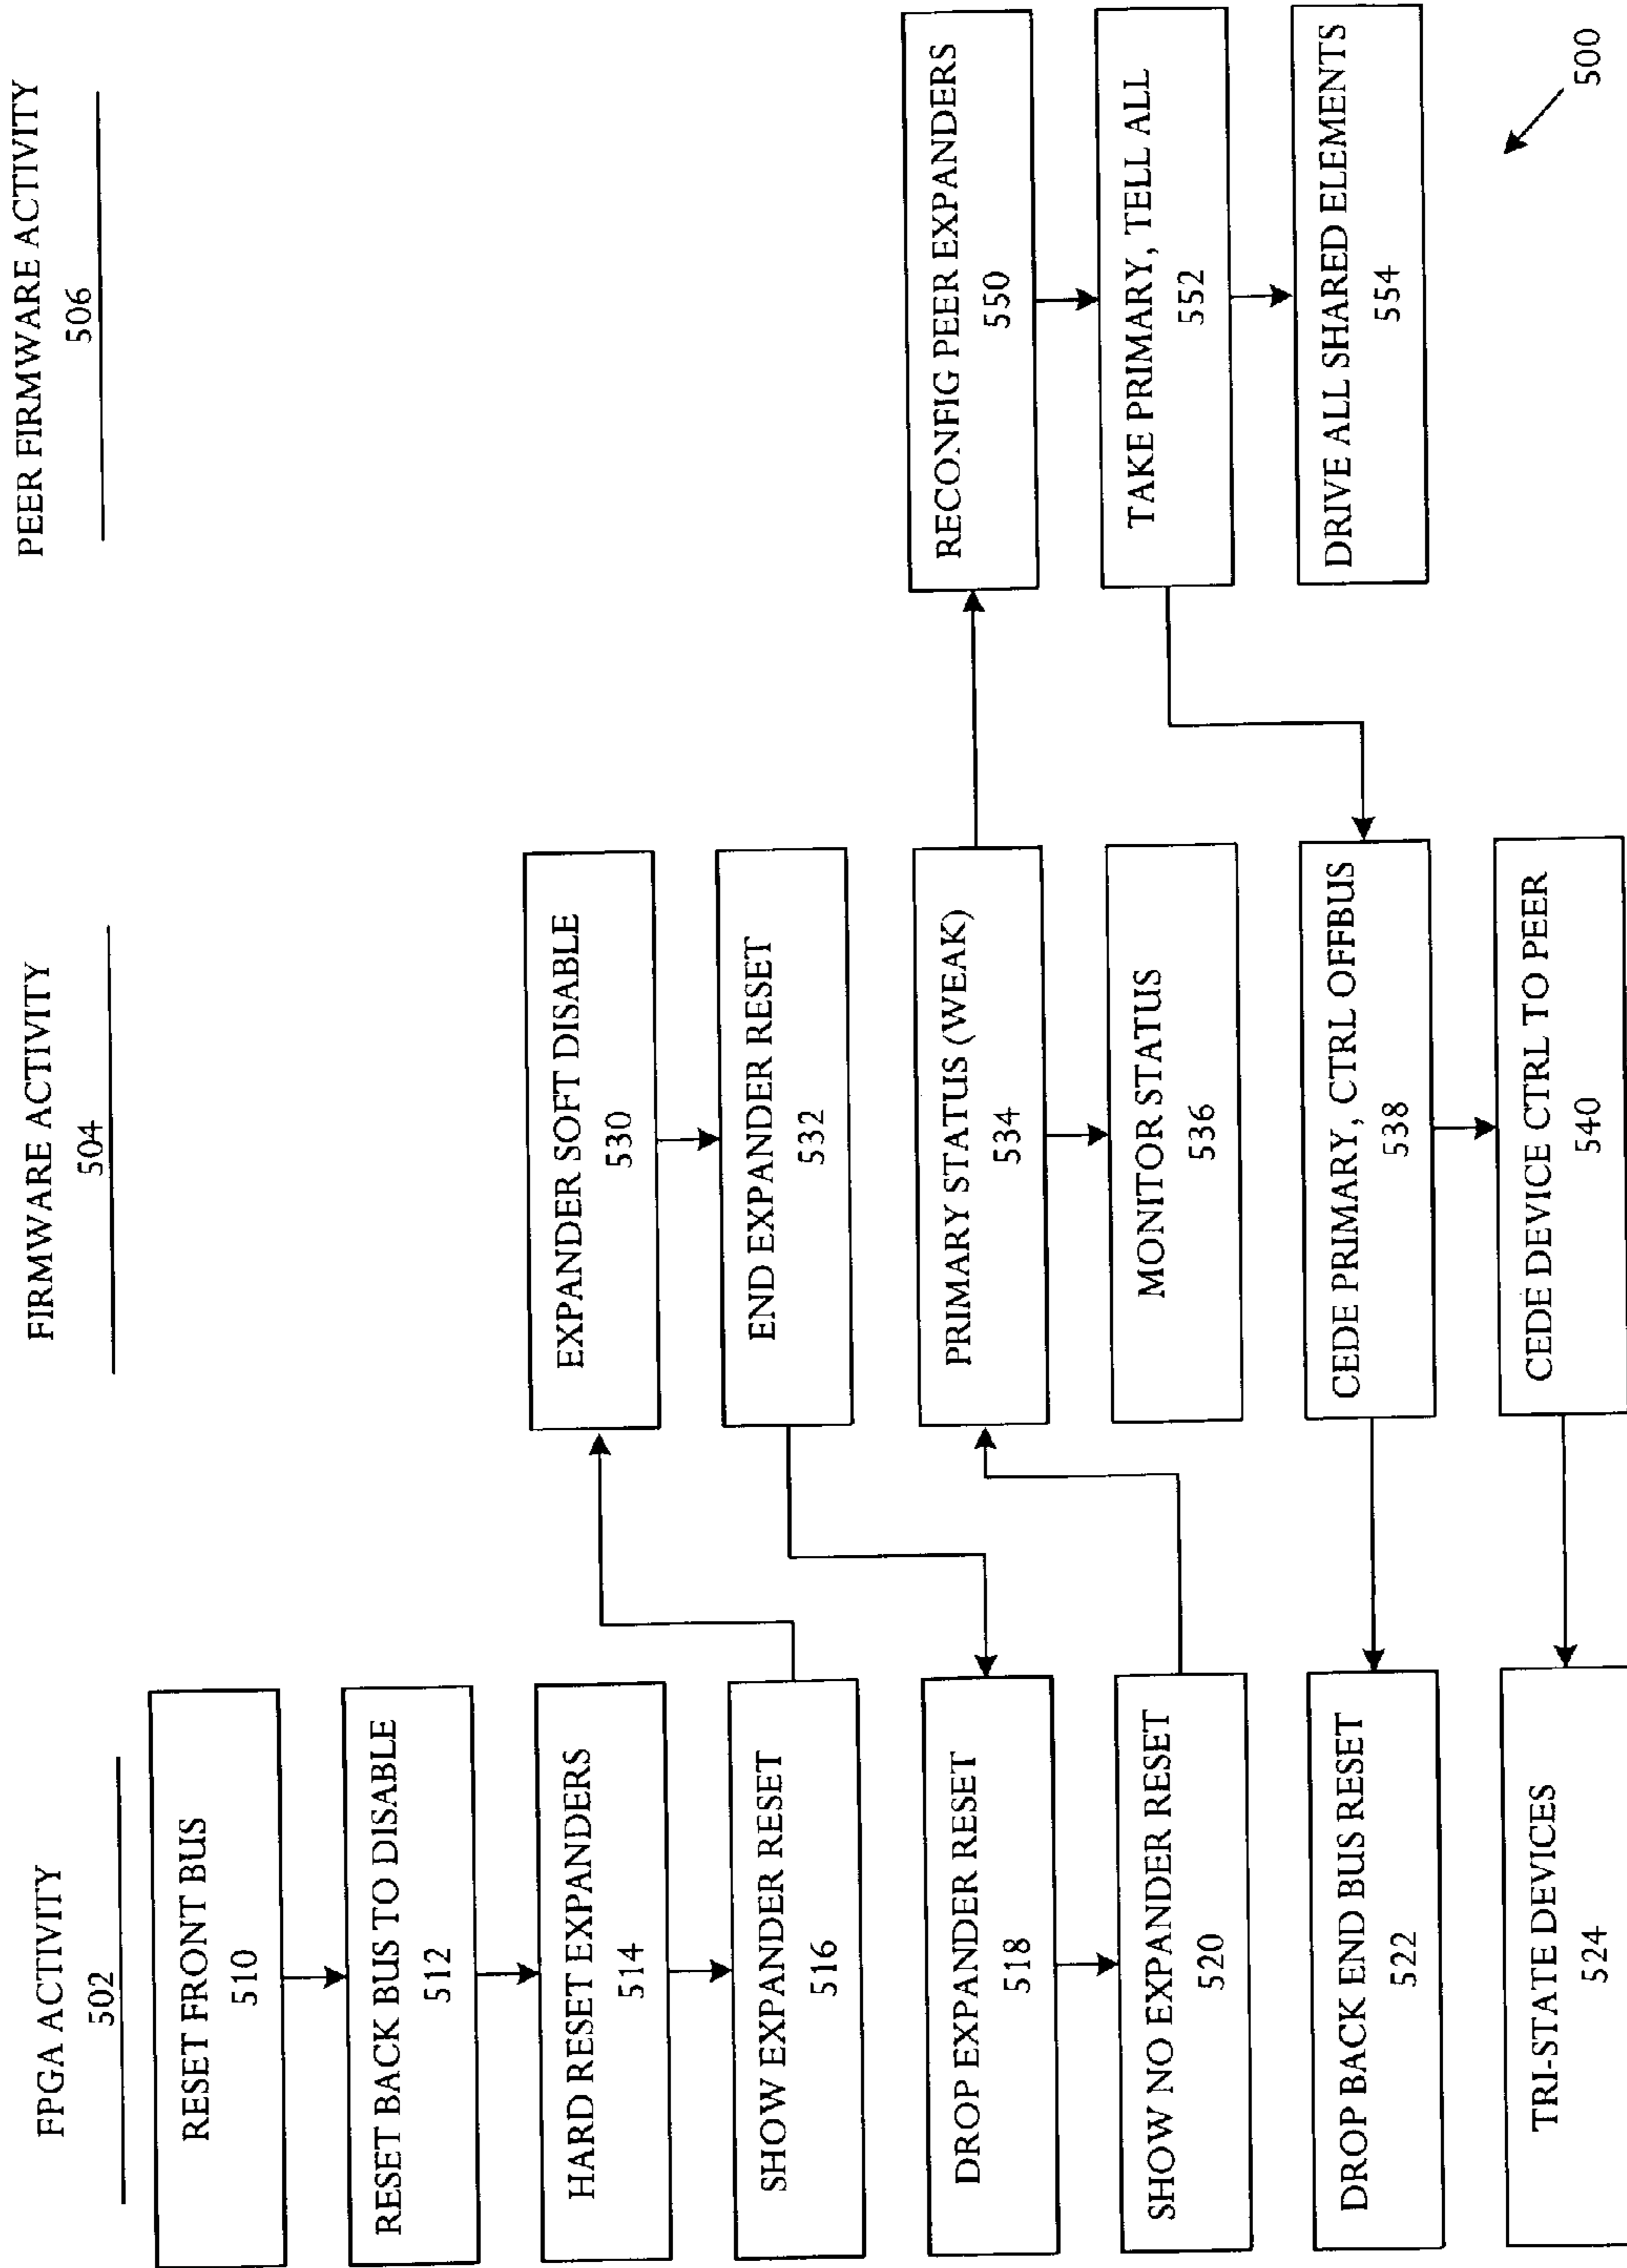 FPGA ACTIVITY
502
RESET FRONT BUS
510
RESET BACK BUS TO DISABLE
512
HARD RESET EXPANDERS
514
SHOW EXPANDER RESET
516
DROP EXPANDER RESET
518
SHOW NO EXPANDER RESET
520
DROP BACK END BUS RESET
522
TRI-STATE DEVICES
524
FIRMWARE ACTIVITY
504
EXPANDER SOFT DISABLE
530
END EXPANDER RESET
532
PRIMARY STATUS (WEAK)
534
MONITOR STATUS
536
CEDE PRIMARY, CTRL OFFBUS
538
CEDE DEVICE CTRL TO PEER
540
PEER FIRMWARE ACTIVITY
506
RECONFIG PEER EXPANDERS
550
TAKE PRIMARY, TELL ALL
552
DRIVE ALL SHARED ELEMENTS
554
500